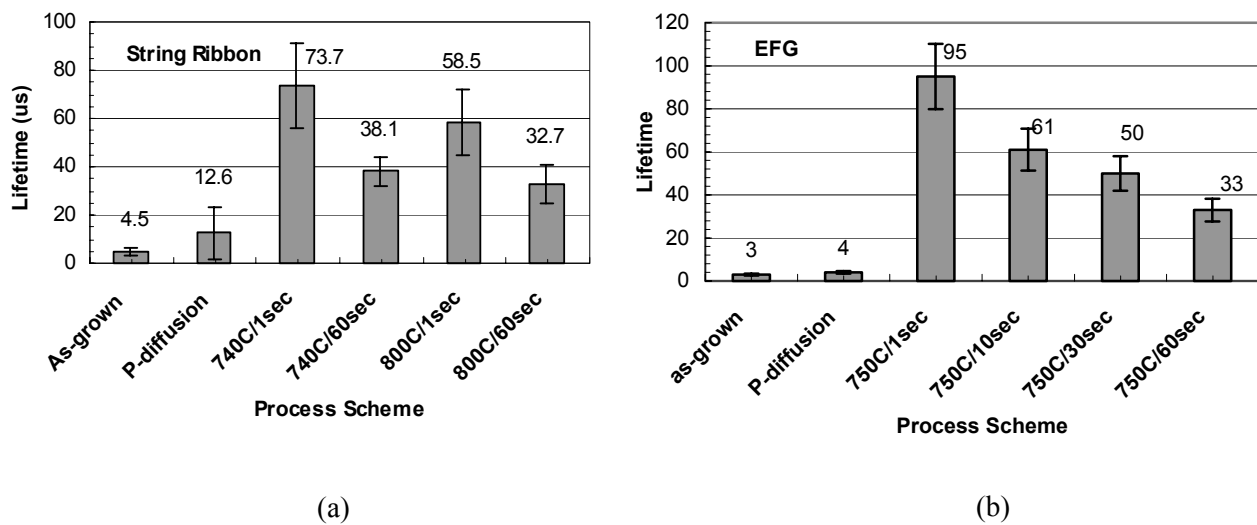 String Ribbon
Lifetime (us)
100
80
60
40
20
0
4.5
12.6
73.7
38.1
58.5
32.7
As-grown
P-diffusion
740C/1sec
740C/60sec
800C/1sec
800C/60sec
Process Scheme
(a)
EFG
Lifetime
120
100
80
60
40
20
0
3
4
95
61
50
33
as-grown
P-diffusion
750C/1sec
750C/10sec
750C/30sec
750C/60sec
Process Scheme
(b)